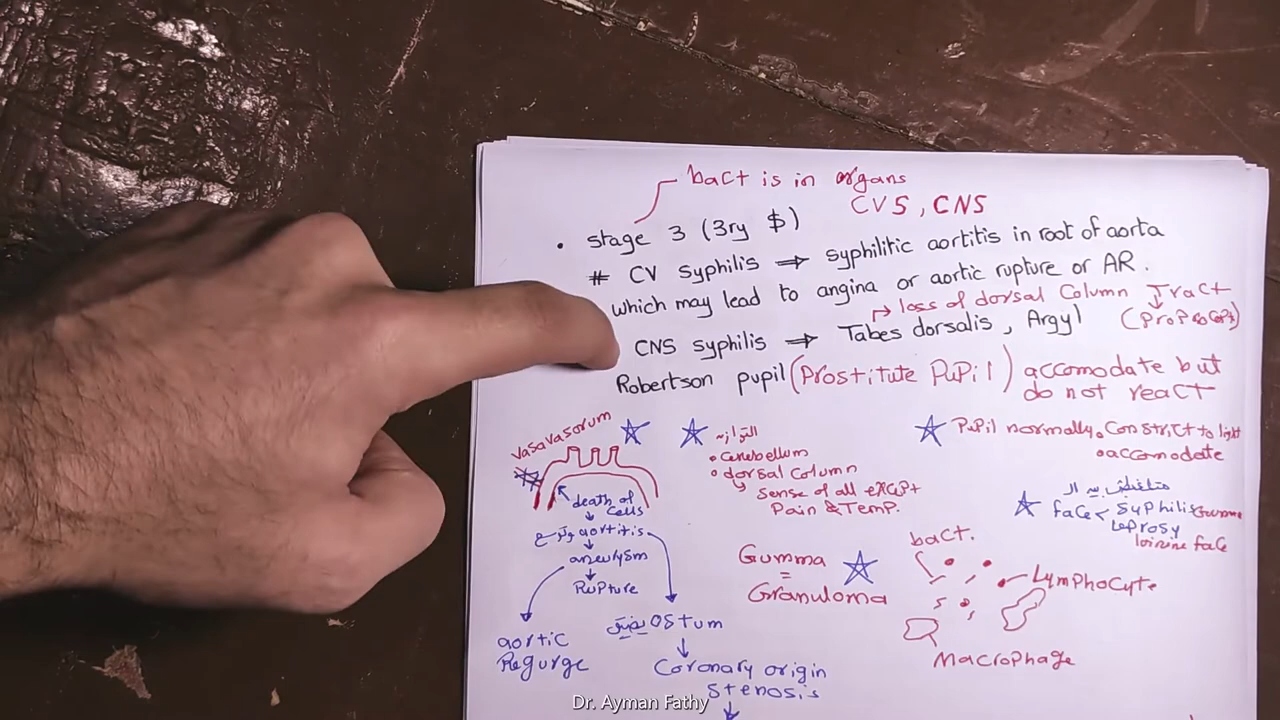 bact is in organs
CVS, CNS
• stage 3 (3ry $)
# CV syphilis ⇒ syphilitic aortitis in root of aorta
which may lead to angina or aortic rupture or AR.
loss of dorsal Column Tract
(Propriocepts)
CNS syphilis ⇒ Tabes dorsalis, Argyl
Robertson pupil (Prostitute Pupil) accomodate but
do not react
Vasavasorum
death of
cells
aortitis
aneurysm
Rupture
aortic
Regurge
Ostum
Coronary origin
stenosis
• Cerebellum
• dorsal Column
Sense of all except
Pain & Temp.
Pupil normally • Constrict to light
• accomodate
face < Syphilis Gumma
Leprosy
Gumma
=
Granuloma
bact.
Lymphocyte
Macrophage
Dr. Ayman Fathy